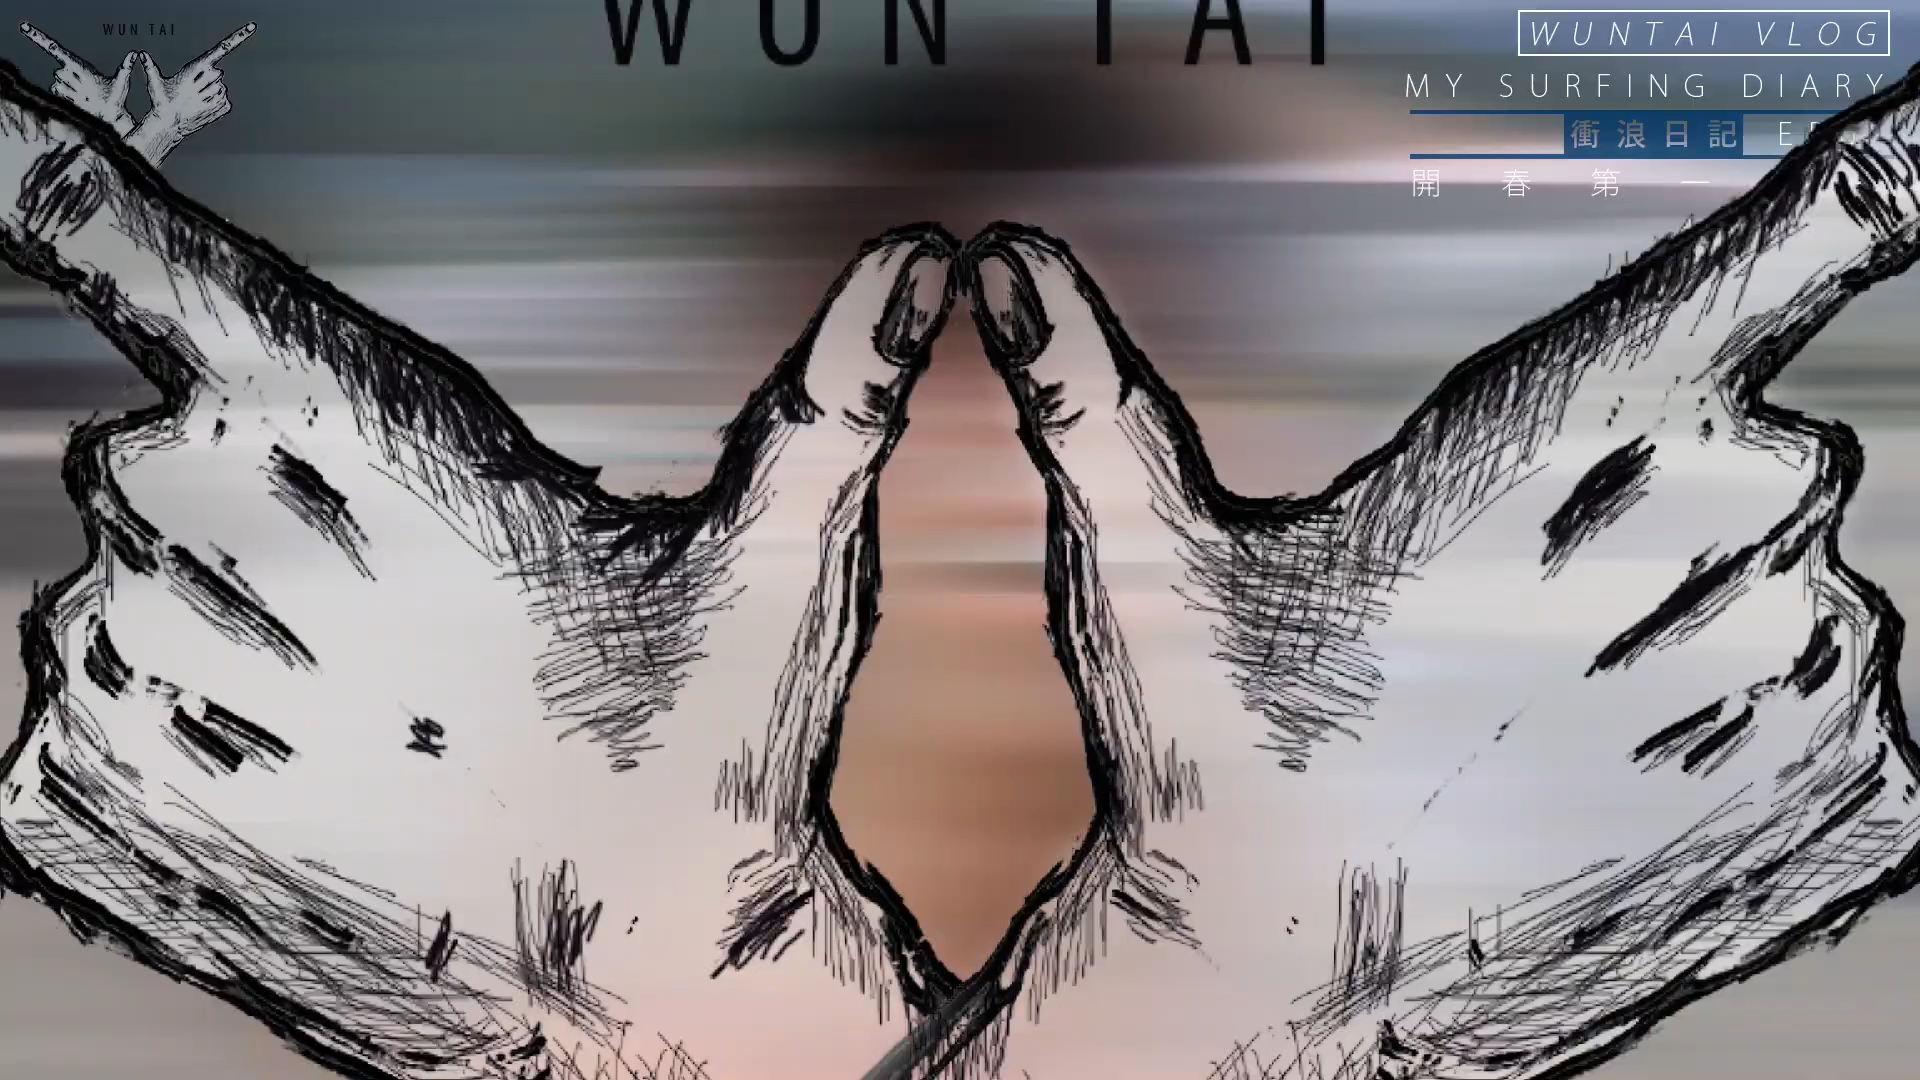 WUN TAI
WUN TAI
WUNTAI VLOG
MY SURFING DIARY
衝浪日記
開春第一